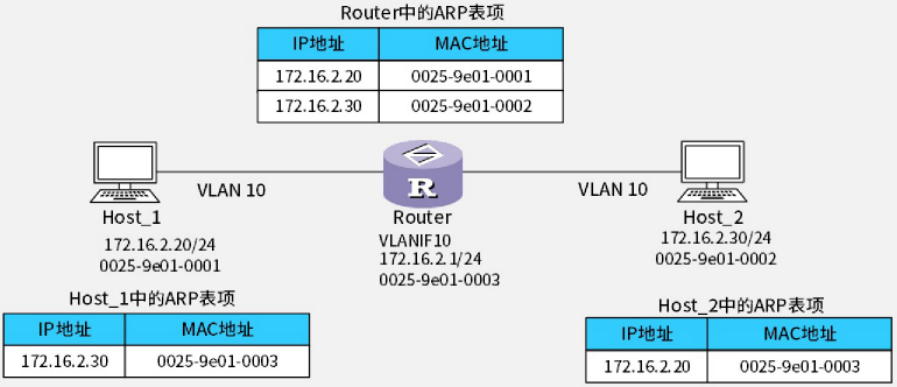 Router中的ARP表项
IP地址 MAC地址
172.16.2.20 0025-9e01-0001
172.16.2.30 0025-9e01-0002
VLAN 10
R
VLAN 10
Host_1
172.16.2.20/24
0025-9e01-0001
Router
VLANIF10
172.16.2.1/24
0025-9e01-0003
Host_2
172.16.2.30/24
0025-9e01-0002
Host_1中的ARP表项
IP地址 MAC地址
172.16.2.30 0025-9e01-0003
Host_2中的ARP表项
IP地址 MAC地址
172.16.2.20 0025-9e01-0003